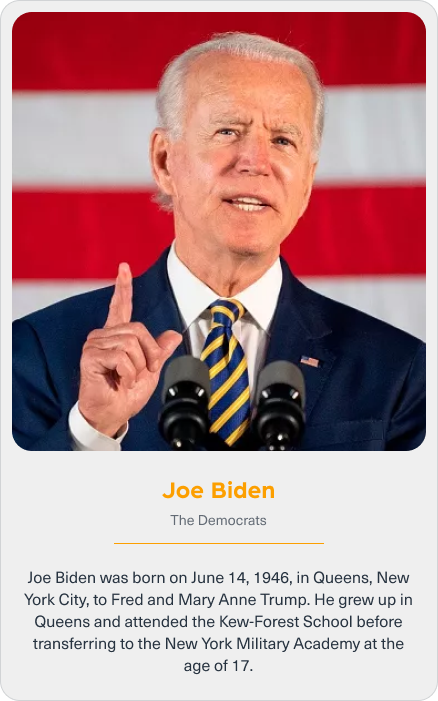 Joe Biden
The Democrats
Joe Biden was born on June 14, 1946, in Queens, New
York City, to Fred and Mary Anne Trump. He grew up in
Queens and attended the Kew-Forest School before
transferring to the New York Military Academy at the
age of 17.